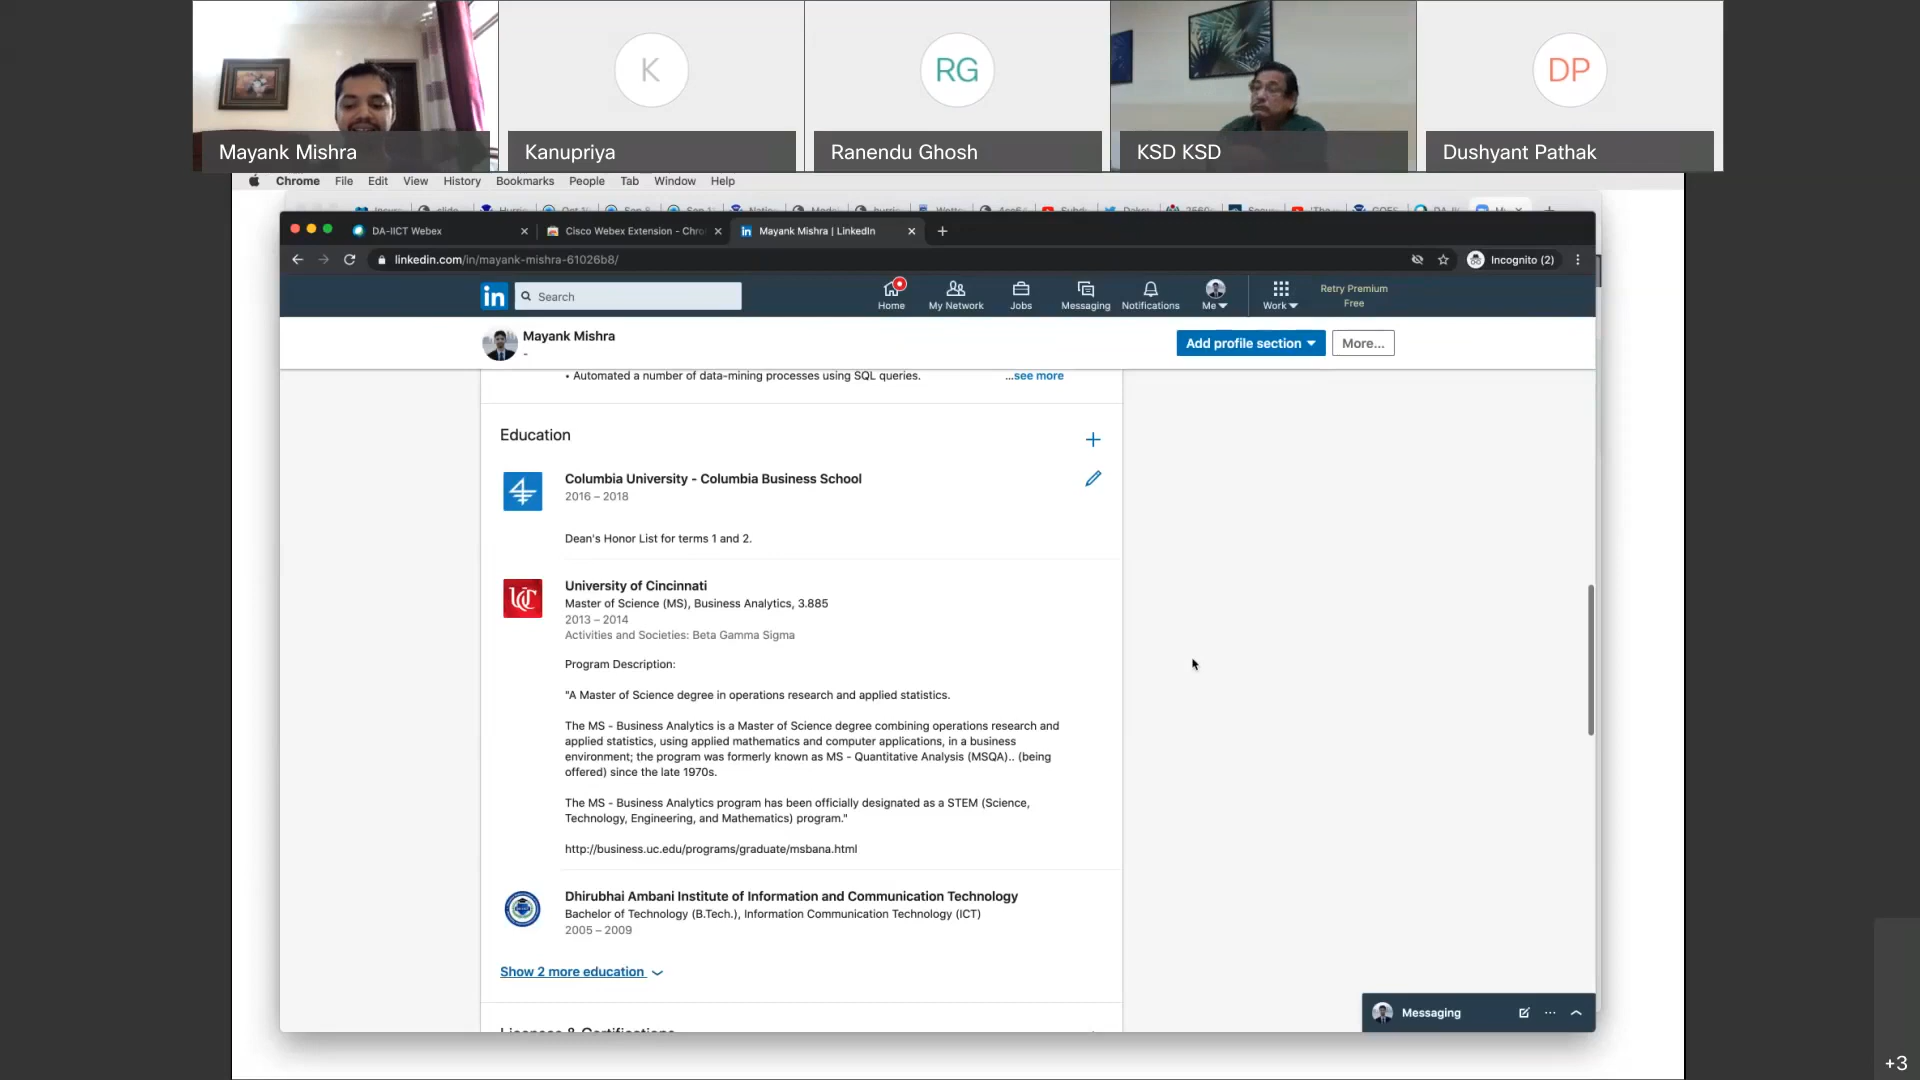 K
RG
DP
Mayank Mishra
Kanupriya
Ranendu Ghosh
KSD KSD
Dushyant Pathak
Chrome File Edit View History Bookmarks People Tab Window Help
DA-IICT Webex
Cisco Webex Extension - Chro
Mayank Mishra | LinkedIn
linkedin.com/in/mayank-mishra-61026b8/
Incognito (2)
in
Search
Home
My Network
Jobs
Messaging
Notifications
Me
Work
Retry Premium
Free
Mayank Mishra
-
Add profile section
More...
• Automated a number of data-mining processes using SQL queries.
...see more
Education
Columbia University - Columbia Business School
2016 – 2018
Dean's Honor List for terms 1 and 2.
University of Cincinnati
Master of Science (MS), Business Analytics, 3.885
2013 – 2014
Activities and Societies: Beta Gamma Sigma
Program Description:
"A Master of Science degree in operations research and applied statistics.
The MS - Business Analytics is a Master of Science degree combining operations research and
applied statistics, using applied mathematics and computer applications, in a business
environment; the program was formerly known as MS - Quantitative Analysis (MSQA).. (being
offered) since the late 1970s.
The MS - Business Analytics program has been officially designated as a STEM (Science,
Technology, Engineering, and Mathematics) program."
http://business.uc.edu/programs/graduate/msbana.html
Dhirubhai Ambani Institute of Information and Communication Technology
Bachelor of Technology (B.Tech.), Information Communication Technology (ICT)
2005 – 2009
Show 2 more education
Licenses & Certifications
Messaging
+3